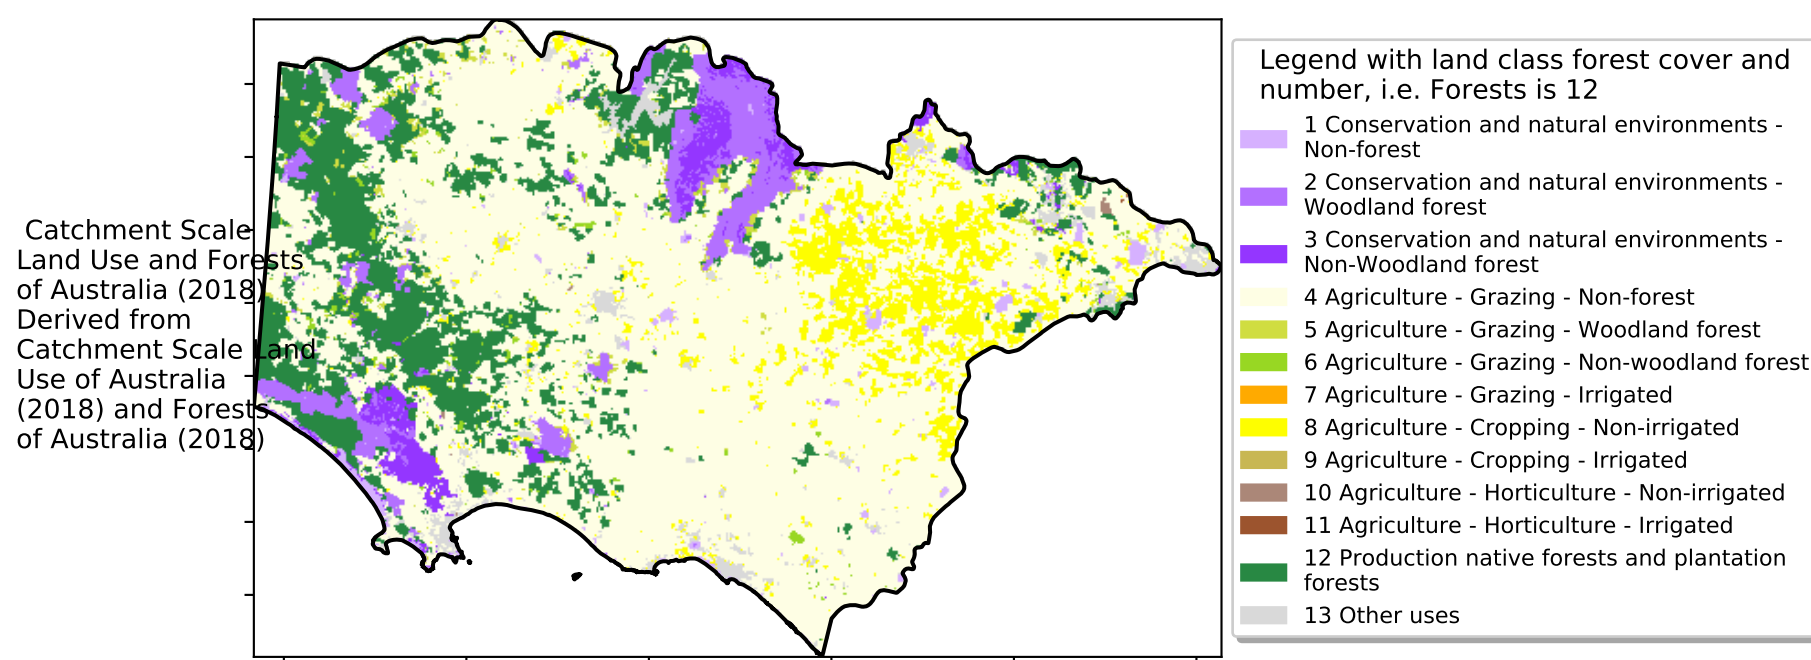 Catchment Scale
Land Use and Forests
of Australia (2018)
Derived from
Catchment Scale Land
Use of Australia
(2018) and Forests
of Australia (2018)
Legend with land class forest cover and
number, i.e. Forests is 12
1 Conservation and natural environments -
Non-forest
2 Conservation and natural environments -
Woodland forest
3 Conservation and natural environments -
Non-Woodland forest
4 Agriculture - Grazing - Non-forest
5 Agriculture - Grazing - Woodland forest
6 Agriculture - Grazing - Non-woodland forest
7 Agriculture - Grazing - Irrigated
8 Agriculture - Cropping - Non-irrigated
9 Agriculture - Cropping - Irrigated
10 Agriculture - Horticulture - Non-irrigated
11 Agriculture - Horticulture - Irrigated
12 Production native forests and plantation
forests
13 Other uses